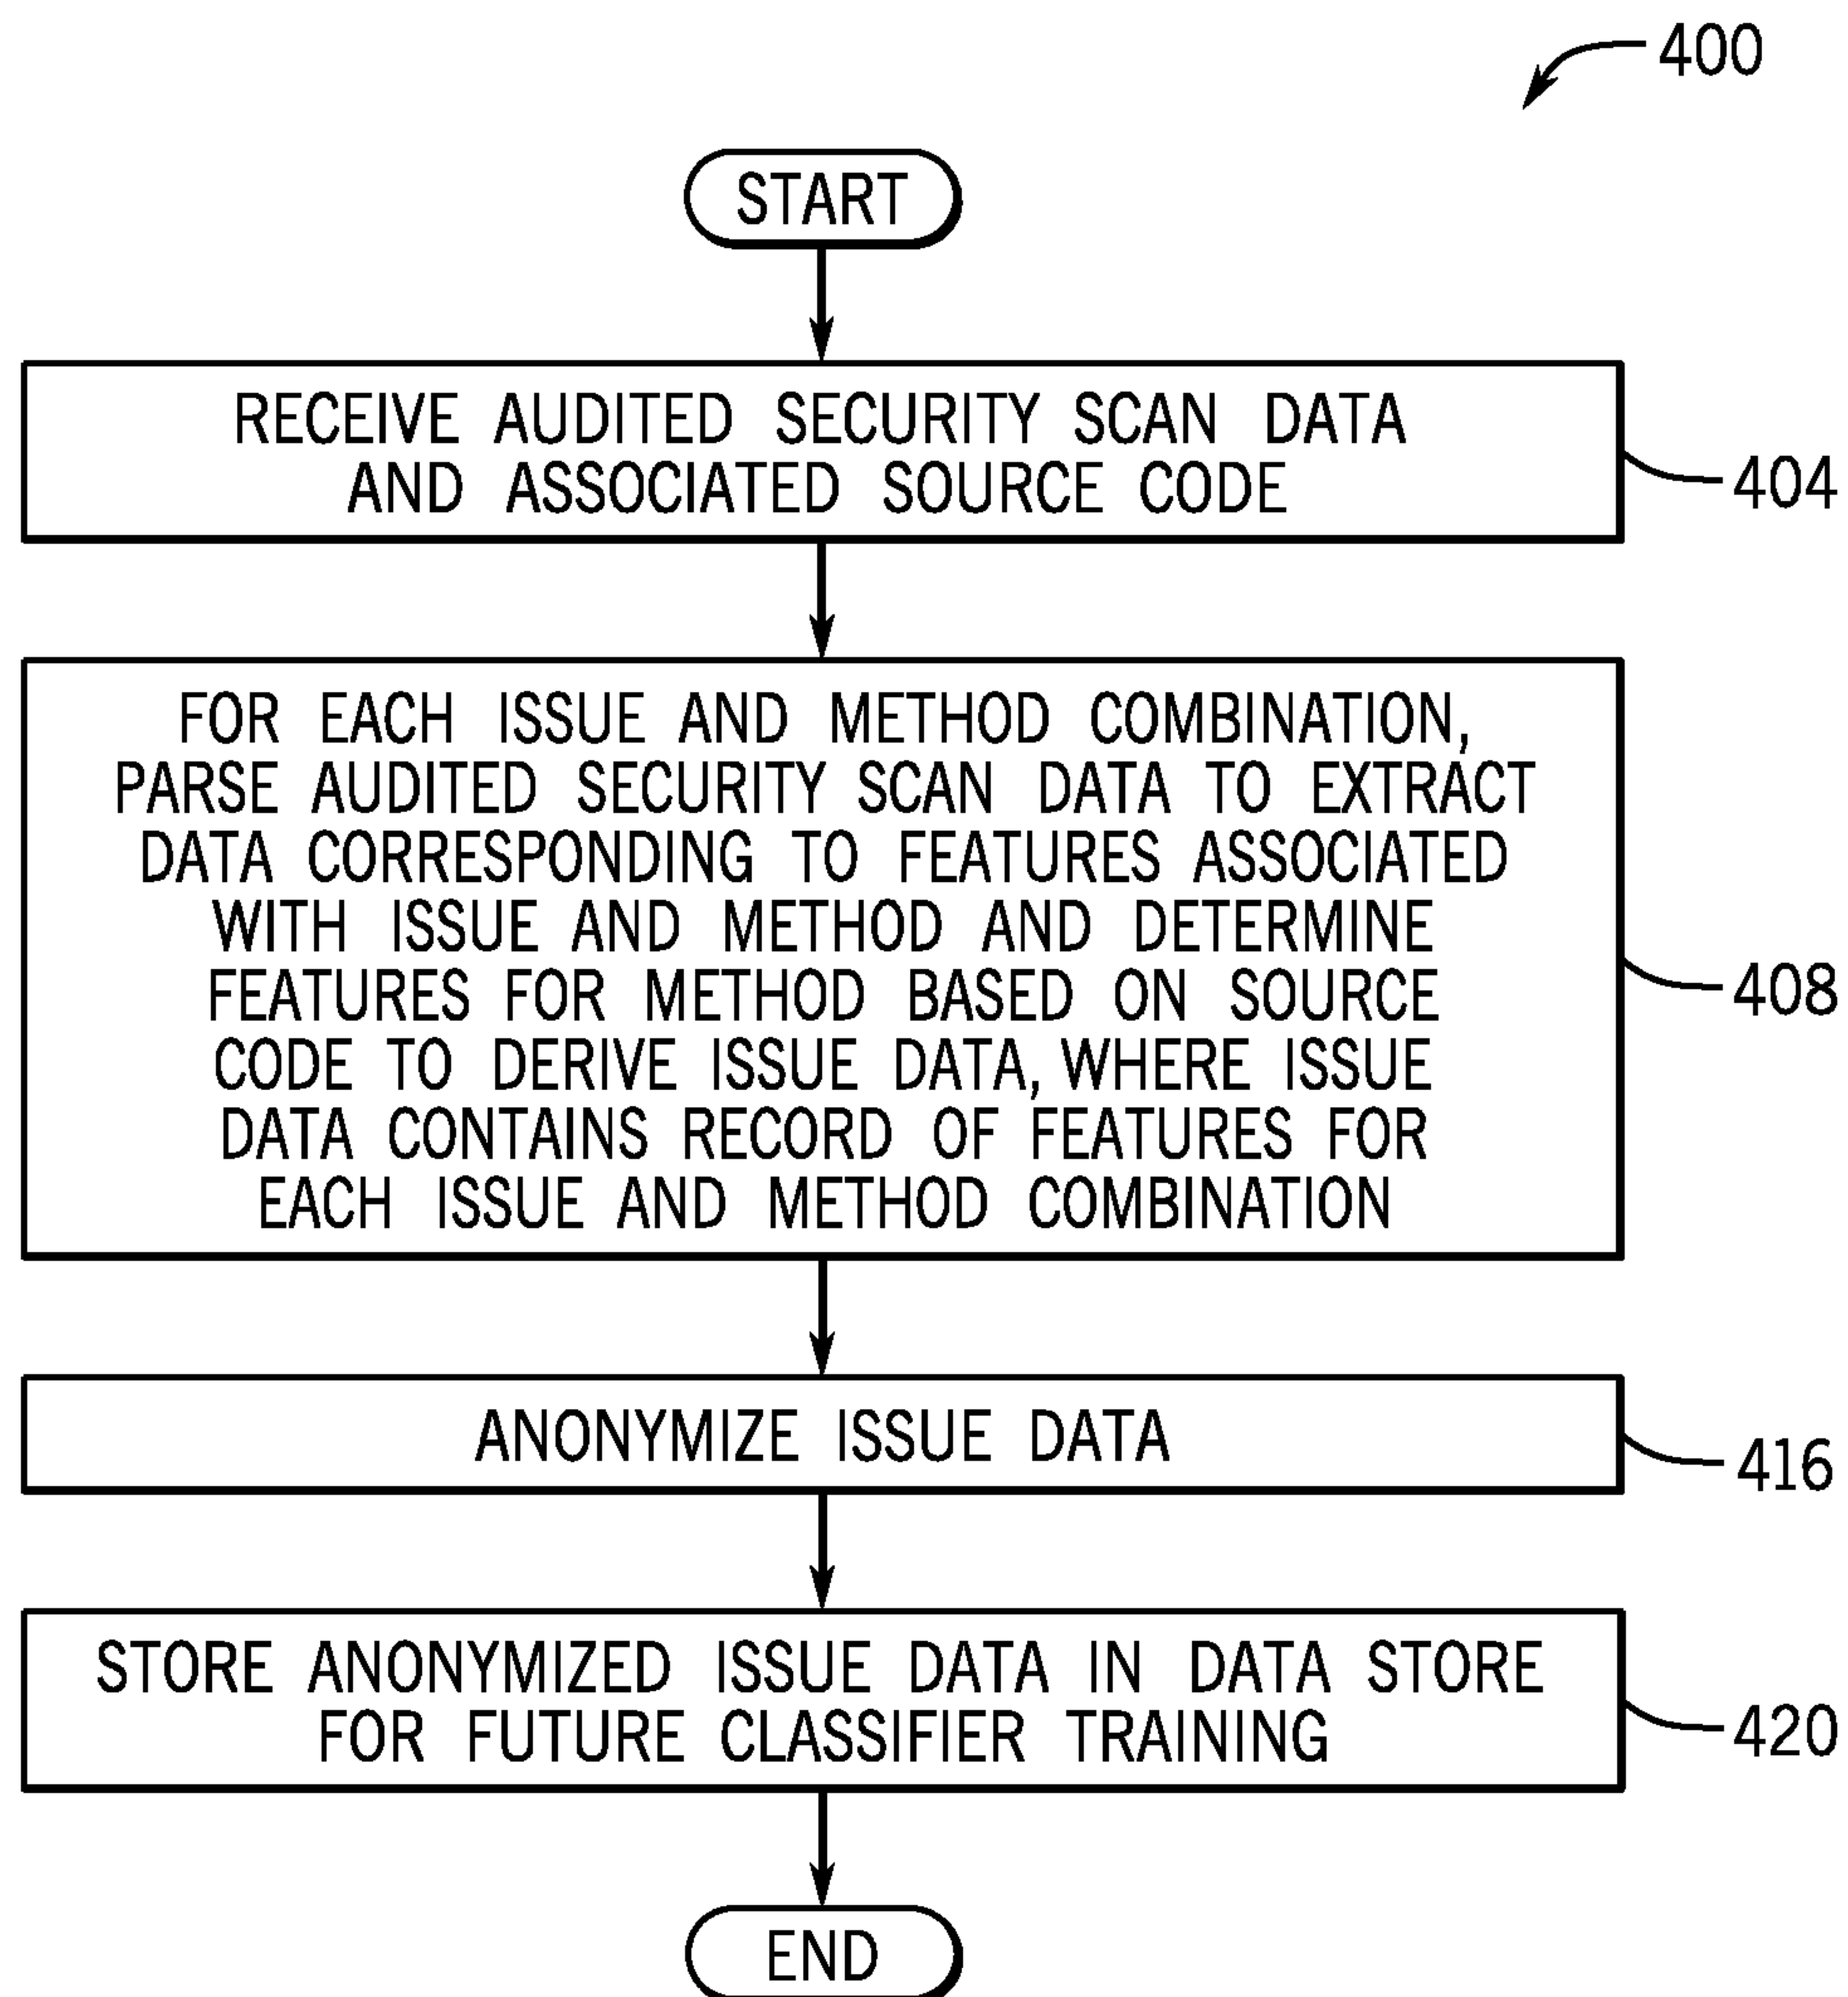 400
START
RECEIVE AUDITED SECURITY SCAN DATA
AND ASSOCIATED SOURCE CODE
404
FOR EACH ISSUE AND METHOD COMBINATION,
PARSE AUDITED SECURITY SCAN DATA TO EXTRACT
DATA CORRESPONDING TO FEATURES ASSOCIATED
WITH ISSUE AND METHOD AND DETERMINE
FEATURES FOR METHOD BASED ON SOURCE
CODE TO DERIVE ISSUE DATA, WHERE ISSUE
DATA CONTAINS RECORD OF FEATURES FOR
EACH ISSUE AND METHOD COMBINATION
408
ANONYMIZE ISSUE DATA
416
STORE ANONYMIZED ISSUE DATA IN DATA STORE
FOR FUTURE CLASSIFIER TRAINING
420
END